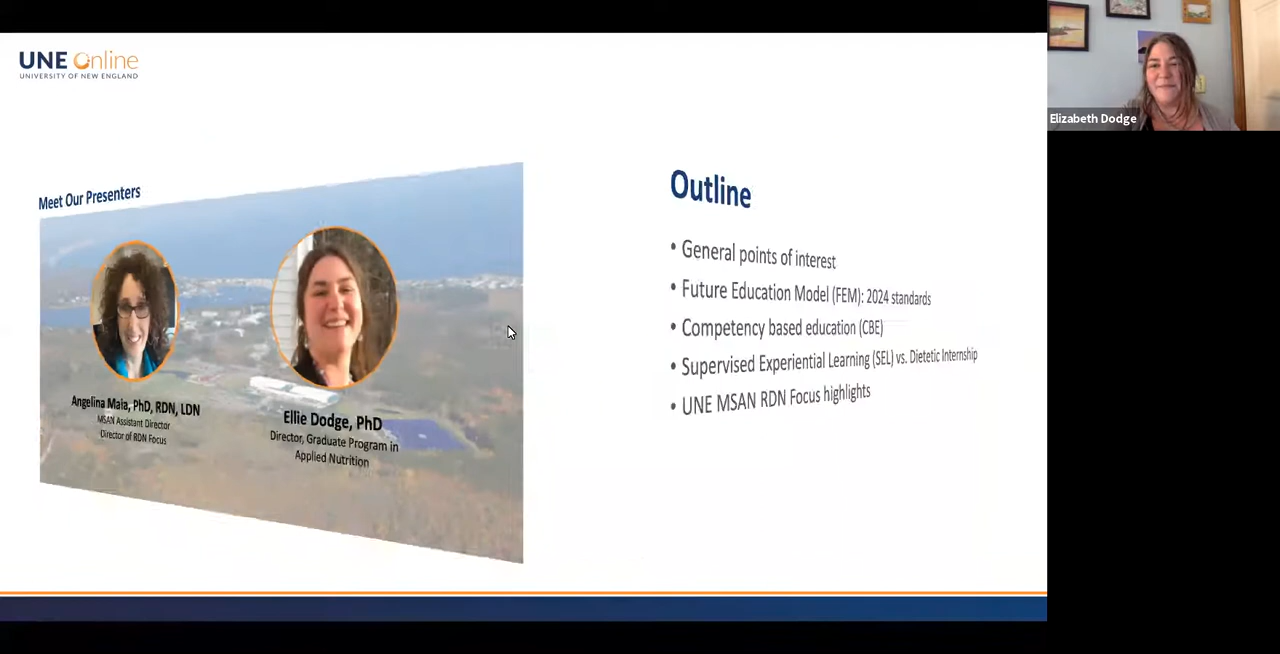 UNE Online
UNIVERSITY OF NEW ENGLAND
Elizabeth Dodge
Meet Our Presenters
Angelina Maia, PhD, RDN, LDN
MSAN Assistant Director
Director of RDN Focus
Ellie Dodge, PhD
Director, Graduate Program in
Applied Nutrition
Outline
• General points of interest
• Future Education Model (FEM): 2024 standards
• Competency based education (CBE)
• Supervised Experiential Learning (SEL) vs. Dietetic Internship
• UNE MSAN RDN Focus highlights